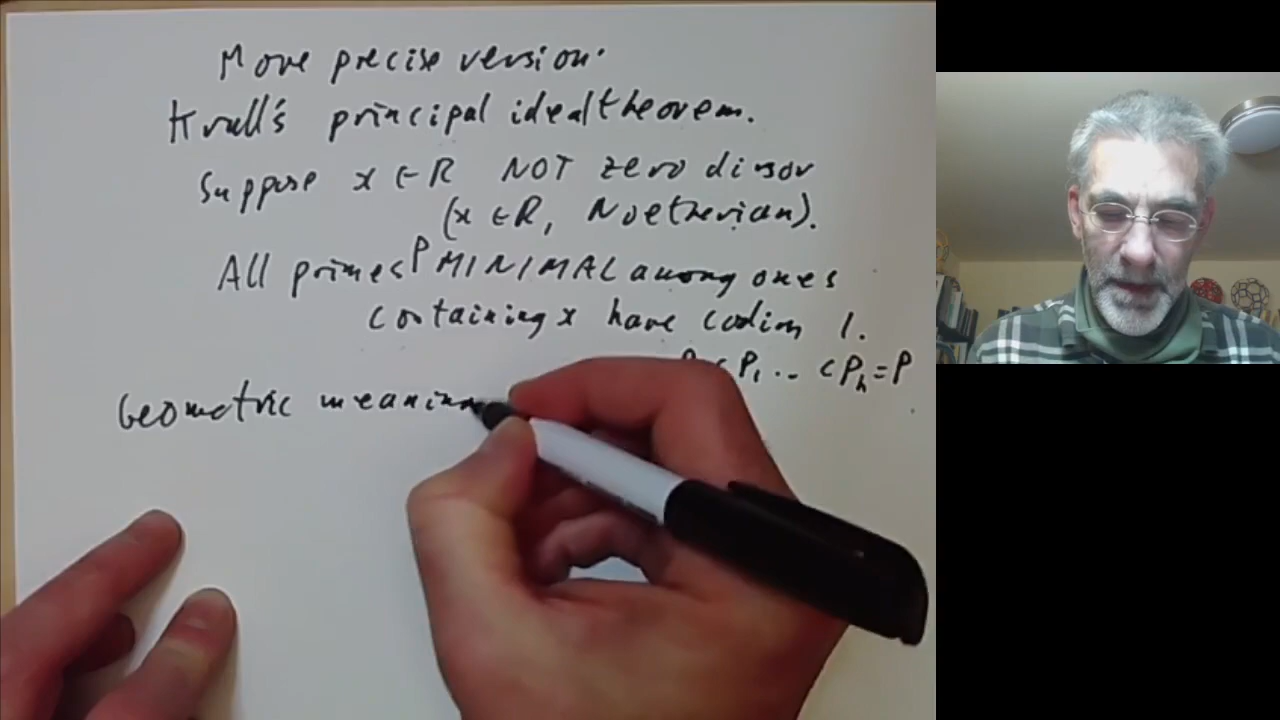 More precise version.
Krull's principal ideal theorem.
Suppose x ∈ R NOT zero divisor
(x ∈ R, Noetherian).
All primes P MINIMAL among ones
containing x have codim 1.
⊂ P₁ ... ⊂ Pₕ = P
Geometric meaning